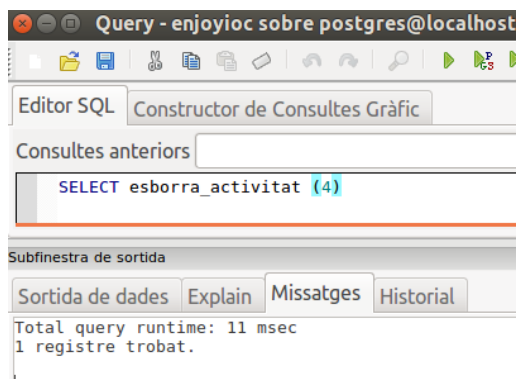 Query - enjoyioc sobre postgres@localhost
Editor SQL Constructor de Consultes Gràfic
Consultes anteriors
SELECT esborra_activitat (4)
Subfinestra de sortida
Sortida de dades Explain Missatges Historial
Total query runtime: 11 msec
1 registre trobat.